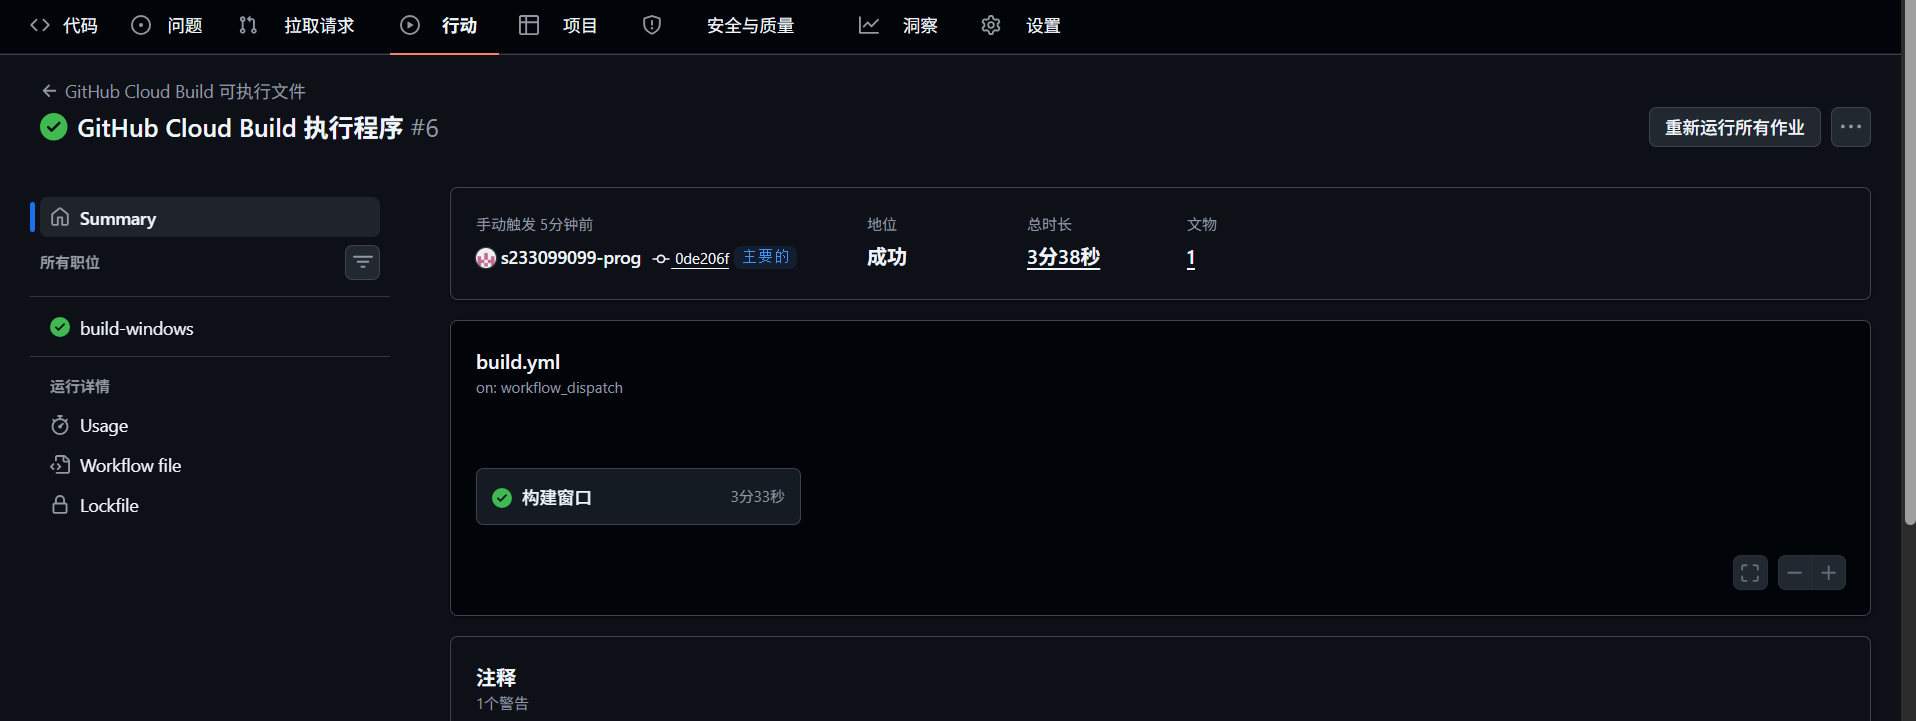 代码 问题 拉取请求 行动 项目 安全与质量 洞察 设置
GitHub Cloud Build 可执行文件
GitHub Cloud Build 执行程序 #6
重新运行所有作业
Summary
所有职位
build-windows
运行详情
Usage
Workflow file
Lockfile
手动触发 5分钟前
s233099099-prog 0de206f 主要的
地位
成功
总时长
3分38秒
文物
1
build.yml
on: workflow_dispatch
构建窗口 3分33秒
注释
1个警告